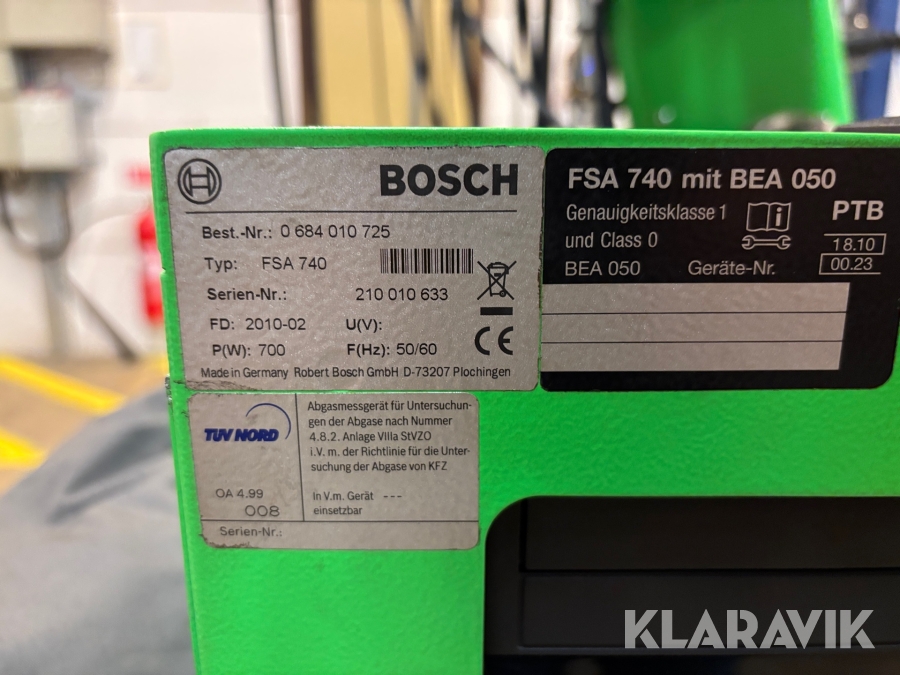 BOSCH
Best.-Nr.: 0 684 010 725
Typ: FSA 740
Serien-Nr.: 210 010 633
FD: 2010-02 U(V):
P(W): 700 F(Hz): 50/60
CE
Made in Germany Robert Bosch GmbH D-73207 Plochingen
FSA 740 mit BEA 050
Genauigkeitsklasse 1
und Class 0
BEA 050 Geräte-Nr.
PTB
18.10
00.23
TÜV NORD
OA 4.99
008
Serien-Nr.:
Abgasmessgerät für Untersuchun-
gen der Abgase nach Nummer
4.8.2. Anlage VIIIa StVZO
i.V. m. der Richtlinie für die Unter-
suchung der Abgase von KFZ
In V.m. Gerät ---
einsetzbar
KLARAVIK